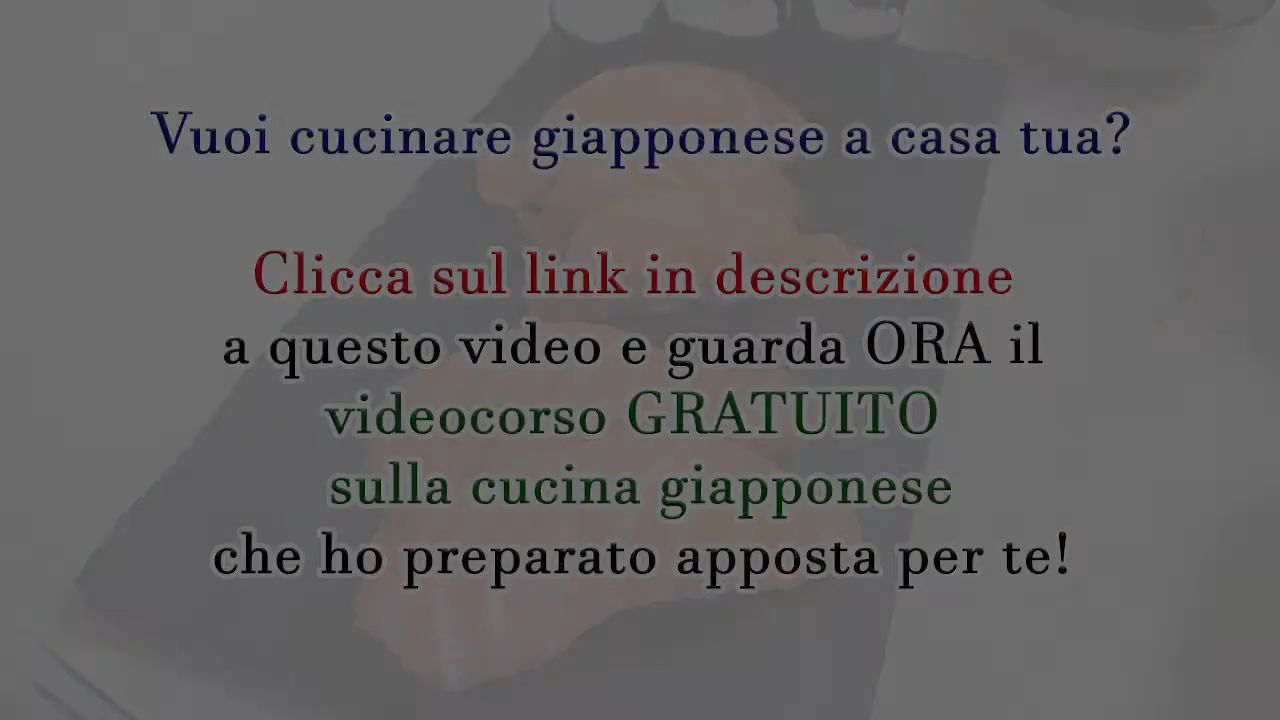 Vuoi cucinare giapponese a casa tua?
Clicca sul link in descrizione
a questo video e guarda ORA il
videocorso GRATUITO
sulla cucina giapponese
che ho preparato apposta per te!